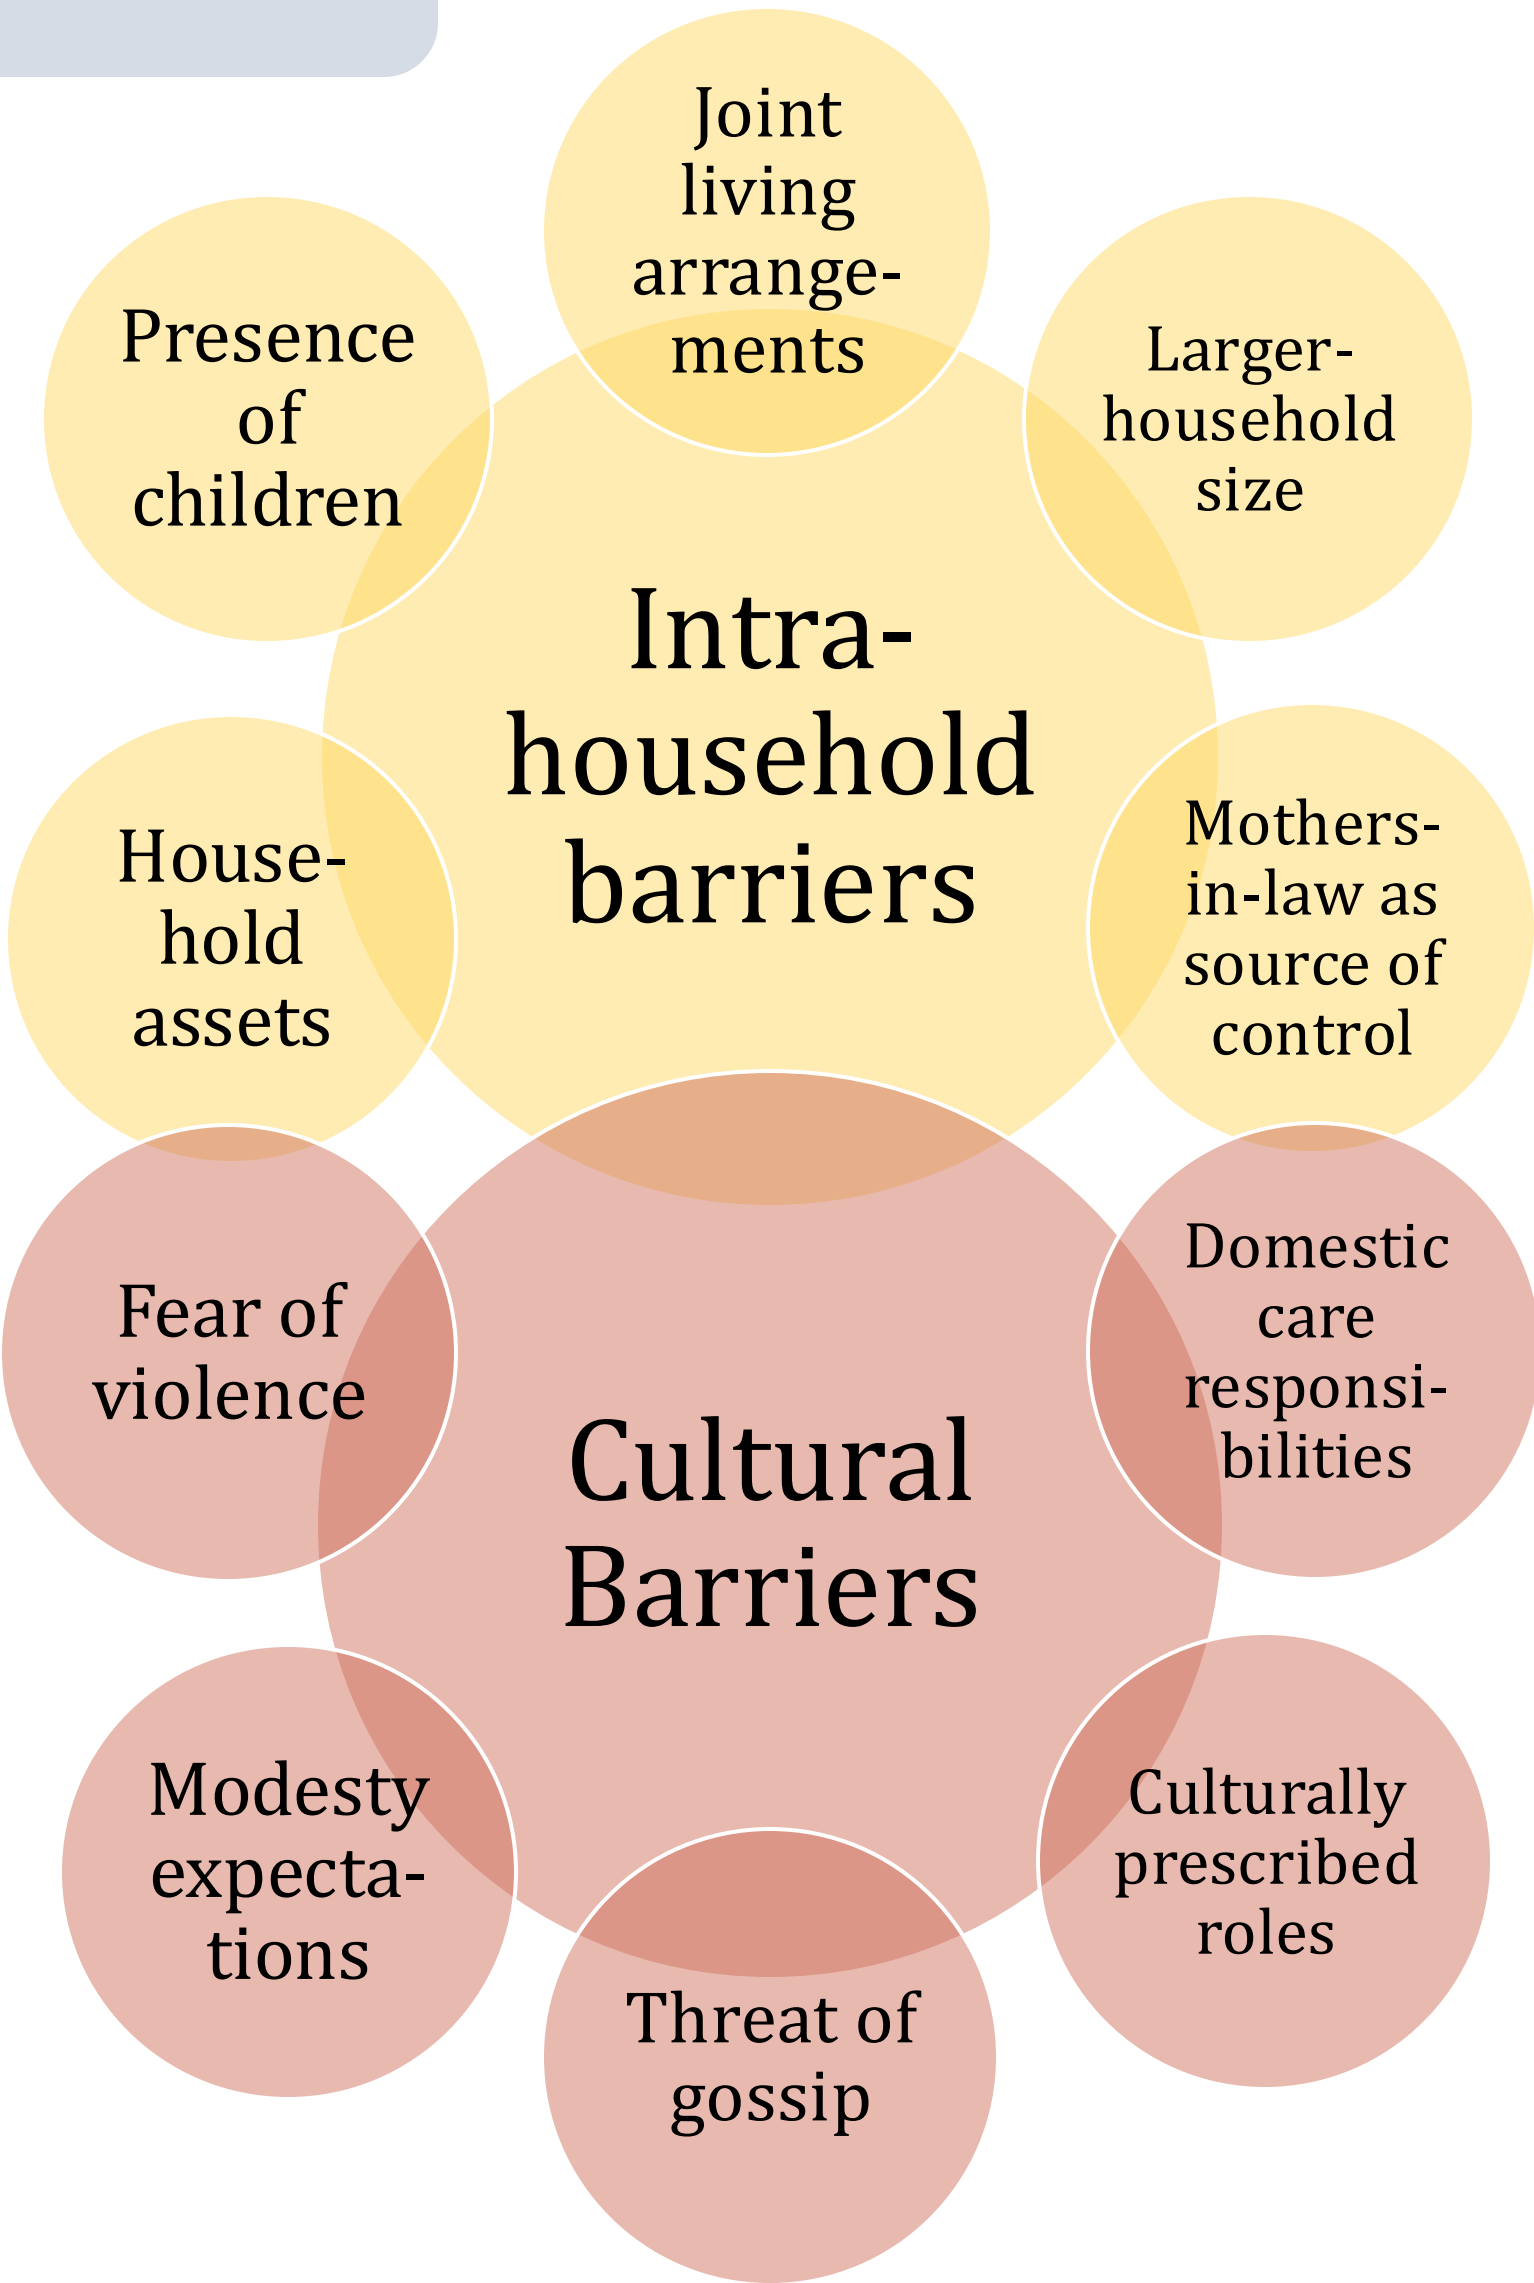 Joint
living
arrange-
ments
Presence
of
children
Larger-
household
size
Intra-
household
barriers
House-
hold
assets
Mothers-
in-law as
source of
control
Fear of
violence
Domestic
care
responsi-
bilities
Cultural
Barriers
Modesty
expecta-
tions
Culturally
prescribed
roles
Threat of
gossip